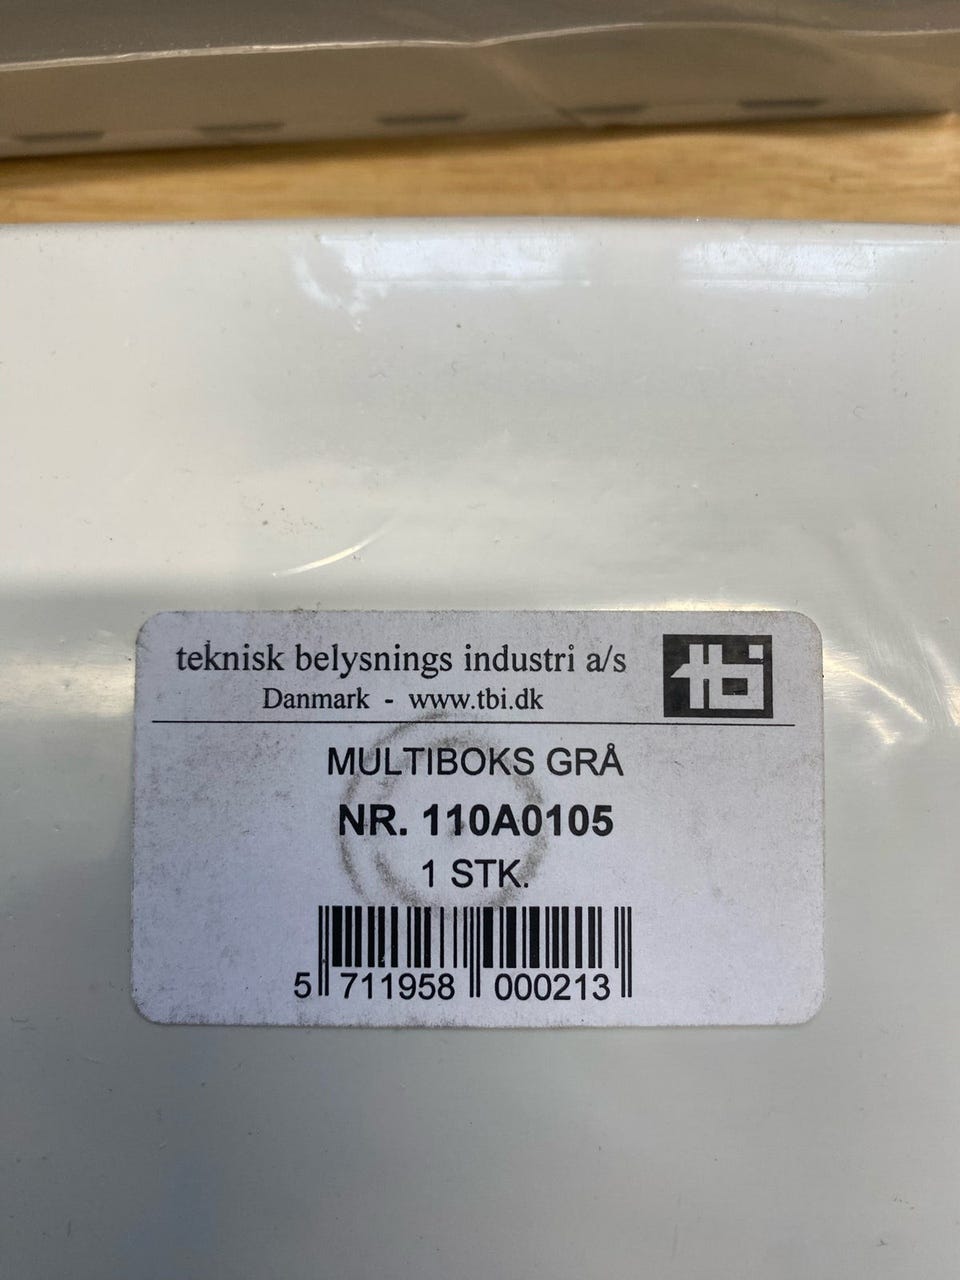 teknisk belysnings industri a/s
Danmark - www.tbi.dk
tbi
MULTIBOKS GRÅ
NR. 110A0105
1 STK.
5 711958 000213